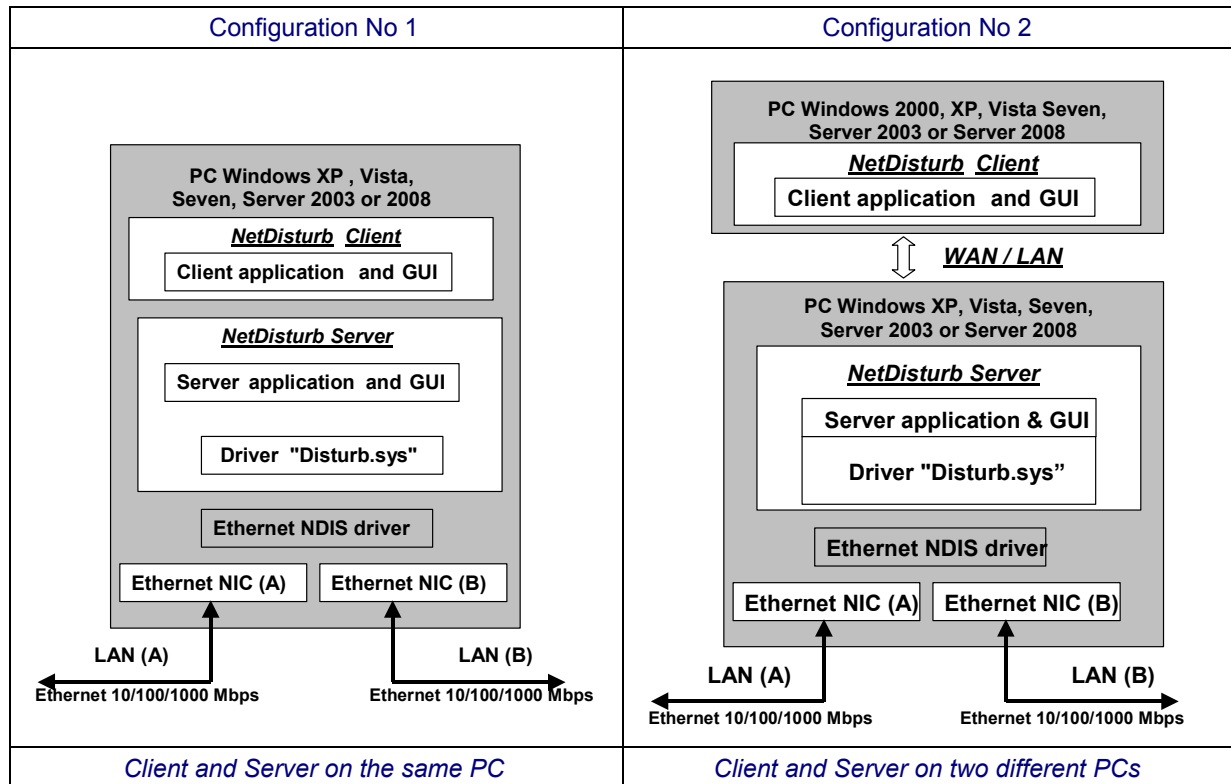 Configuration No 1
PC Windows XP , Vista,
Seven, Server 2003 or 2008
NetDisturb Client
Client application and GUI
NetDisturb Server
Server application and GUI
Driver "Disturb.sys"
Ethernet NDIS driver
Ethernet NIC (A)
Ethernet NIC (B)
LAN (A)
LAN (B)
Ethernet 10/100/1000 Mbps
Ethernet 10/100/1000 Mbps
Client and Server on the same PC
Configuration No 2
PC Windows 2000, XP, Vista Seven,
Server 2003 or Server 2008
NetDisturb Client
Client application and GUI
WAN / LAN
PC Windows XP, Vista, Seven,
Server 2003 or Server 2008
NetDisturb Server
Server application & GUI
Driver "Disturb.sys”
Ethernet NDIS driver
Ethernet NIC (A)
Ethernet NIC (B)
LAN (A)
LAN (B)
Ethernet 10/100/1000 Mbps
Ethernet 10/100/1000 Mbps
Client and Server on two different PCs